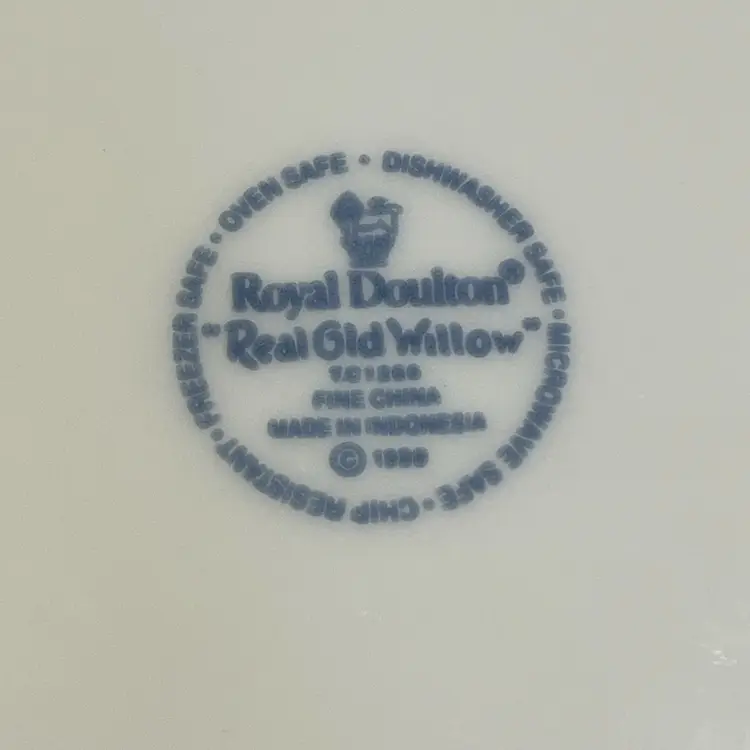 OVEN SAFE • DISHWASHER SAFE • MICROWAVE SAFE • CHIP RESISTANT • FREEZER SAFE •
Royal Doulton®
"Real Old Willow"
FINE CHINA
MADE IN INDONESIA
©